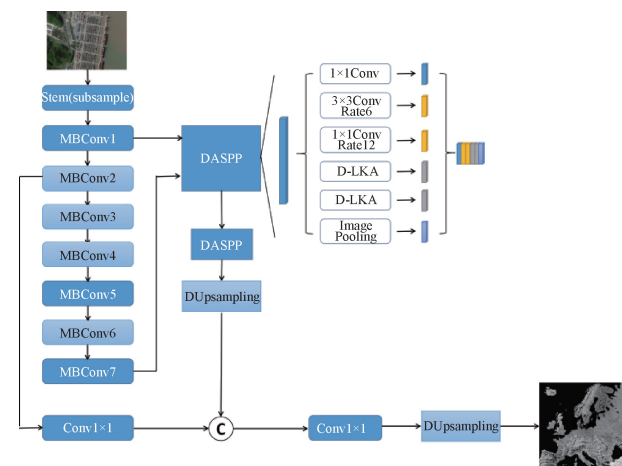 Stem(subsample)
MBConv1
MBConv2
MBConv3
MBConv4
MBConv5
MBConv6
MBConv7
Conv1×1
DASPP
DASPP
DUpsampling
C
1×1Conv
3×3Conv
Rate6
1×1Conv
Rate12
D-LKA
D-LKA
Image
Pooling
Conv1×1
DUpsampling